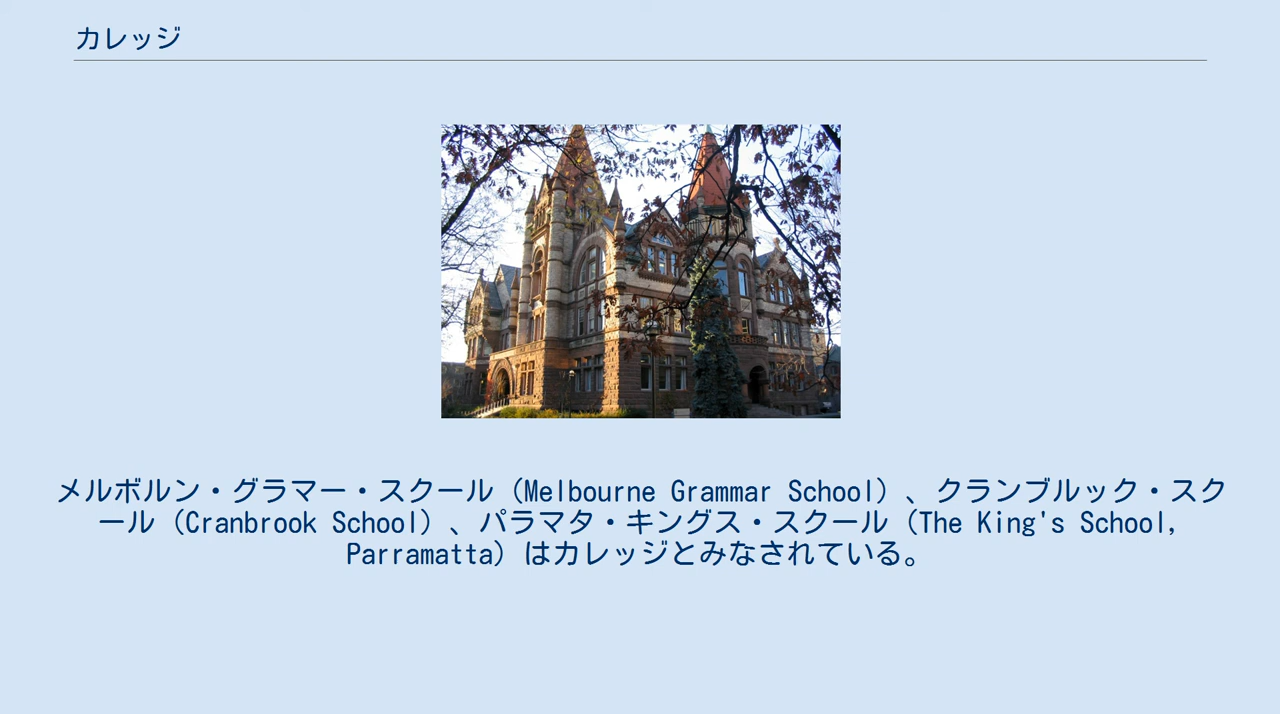 カレッジ
メルボルン・グラマー・スクール（Melbourne Grammar School）、クランブルック・スク
ール（Cranbrook School）、パラマタ・キングス・スクール（The King's School,
Parramatta）はカレッジとみなされている。